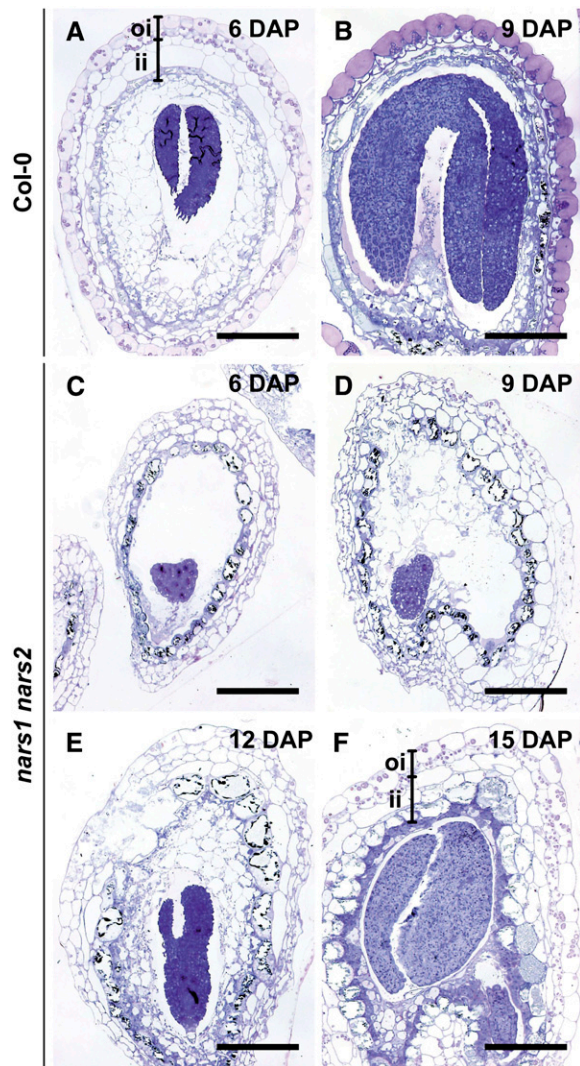 Col-0
A
oi
ii
6 DAP
B
9 DAP
nars1 nars2
C
6 DAP
D
9 DAP
E
12 DAP
F
oi
ii
15 DAP